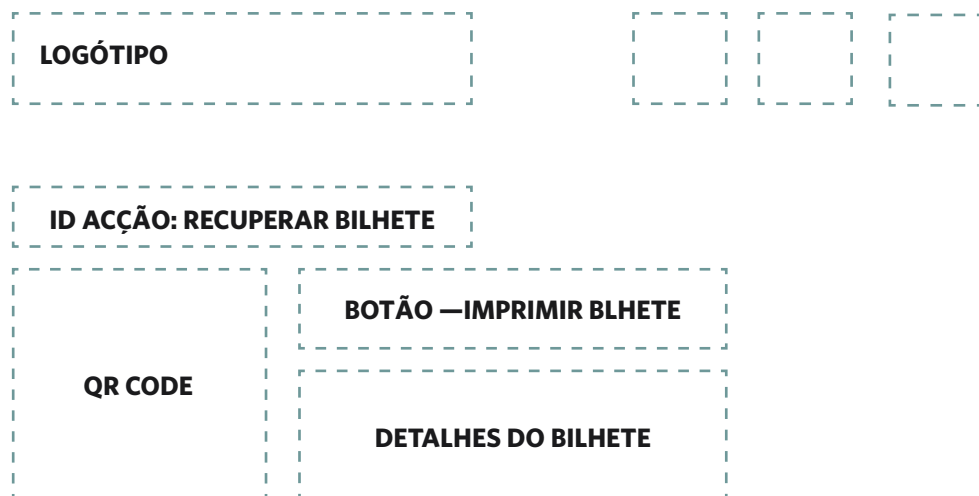 LOGÓTIPO
ID ACÇÃO: RECUPERAR BILHETE
BOTÃO —IMPRIMIR BLHETE
QR CODE
DETALHES DO BILHETE